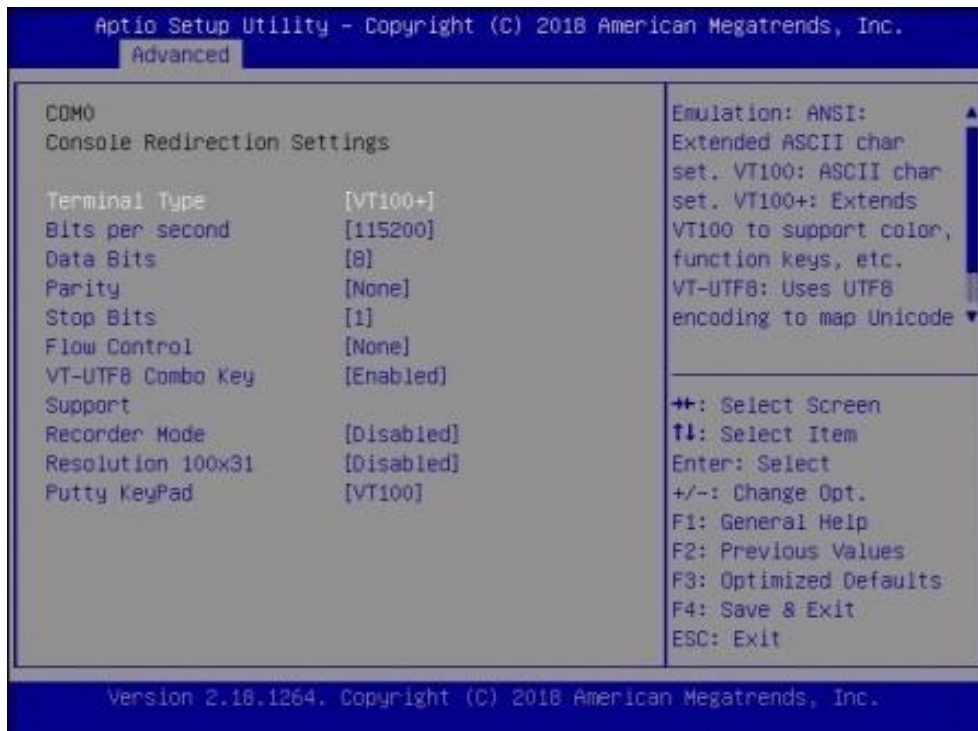 Aptio Setup Utility – Copyright (C) 2018 American Megatrends, Inc.
Advanced
COM0
Console Redirection Settings
Terminal Type [VT100+]
Bits per second [115200]
Data Bits [8]
Parity [None]
Stop Bits [1]
Flow Control [None]
VT-UTF8 Combo Key [Enabled]
Support
Recorder Mode [Disabled]
Resolution 100x31 [Disabled]
Putty KeyPad [VT100]
Emulation: ANSI:
Extended ASCII char
set. VT100: ASCII char
set. VT100+: Extends
VT100 to support color,
function keys, etc.
VT-UTF8: Uses UTF8
encoding to map Unicode
→←: Select Screen
↑↓: Select Item
Enter: Select
+/-: Change Opt.
F1: General Help
F2: Previous Values
F3: Optimized Defaults
F4: Save & Exit
ESC: Exit
Version 2.18.1264. Copyright (C) 2018 American Megatrends, Inc.